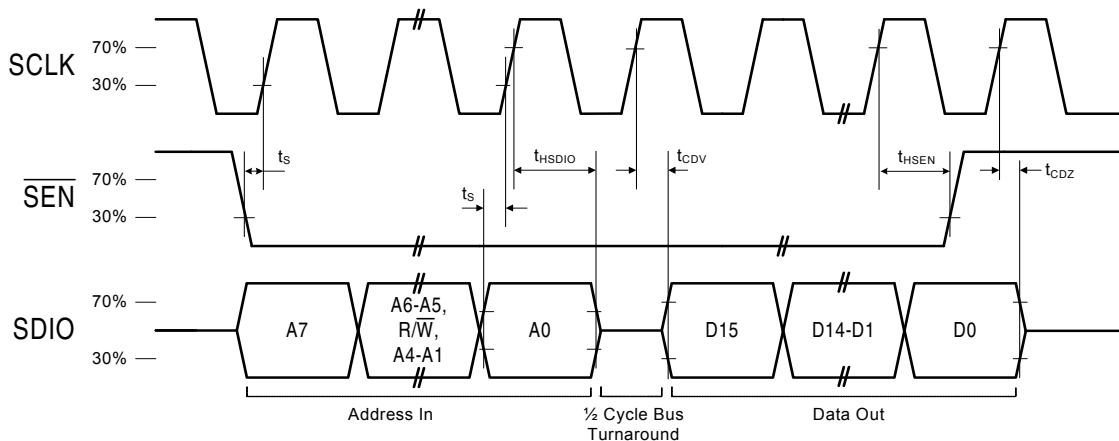 SCLK
70%
30%
SEN
70%
30%
tS
tS
tHSDIO
tCDV
tHSEN
tCDZ
SDIO
70%
30%
A7
A6-A5,
R/W,
A4-A1
A0
D15
D14-D1
D0
Address In
½ Cycle Bus
Turnaround
Data Out